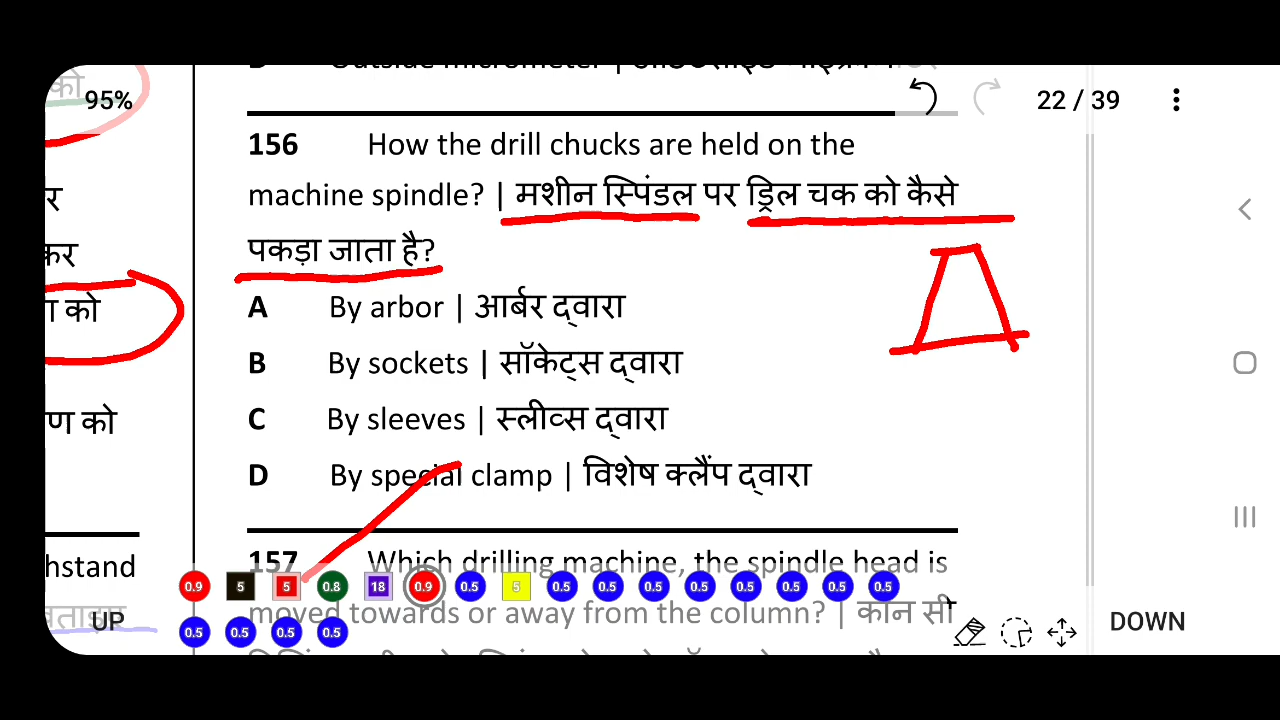 को
95%
22 / 39
156 How the drill chucks are held on the
machine spindle? | मशीन स्पिंडल पर ड्रिल चक को कैसे
पकड़ा जाता है?
A By arbor | आर्बर द्वारा
B By sockets | सॉकेट्स द्वारा
C By sleeves | स्लीव्स द्वारा
D By special clamp | विशेष क्लैंप द्वारा
157 Which drilling machine, the spindle head is
moved towards or away from the column? | कौन सी
र
कर
ा को
ण को
hstand
0.9 5 5 0.8 18 0.9 0.5 5 0.5 0.5 0.5 0.5 0.5 0.5 0.5 0.5
UP 0.5 0.5 0.5 0.5
DOWN